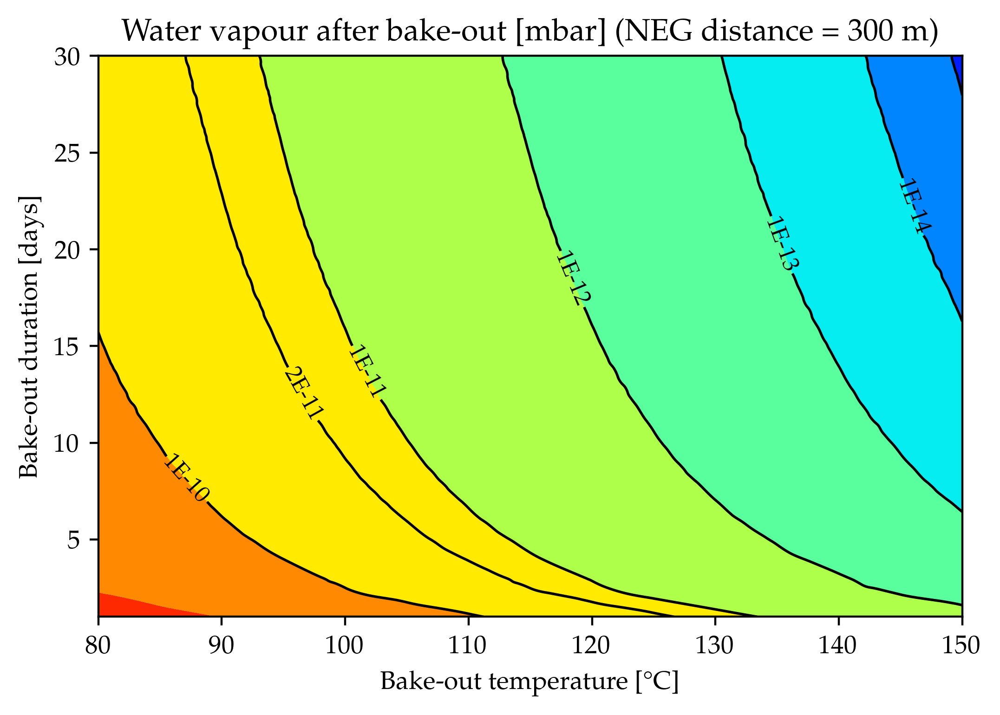 Water vapour after bake-out [mbar] (NEG distance = 300 m)
30
25
20
15
10
5
Bake-out duration [days]
1E-10
2E-11
1E-11
1E-12
1E-13
1E-14
80 90 100 110 120 130 140 150
Bake-out temperature [°C]